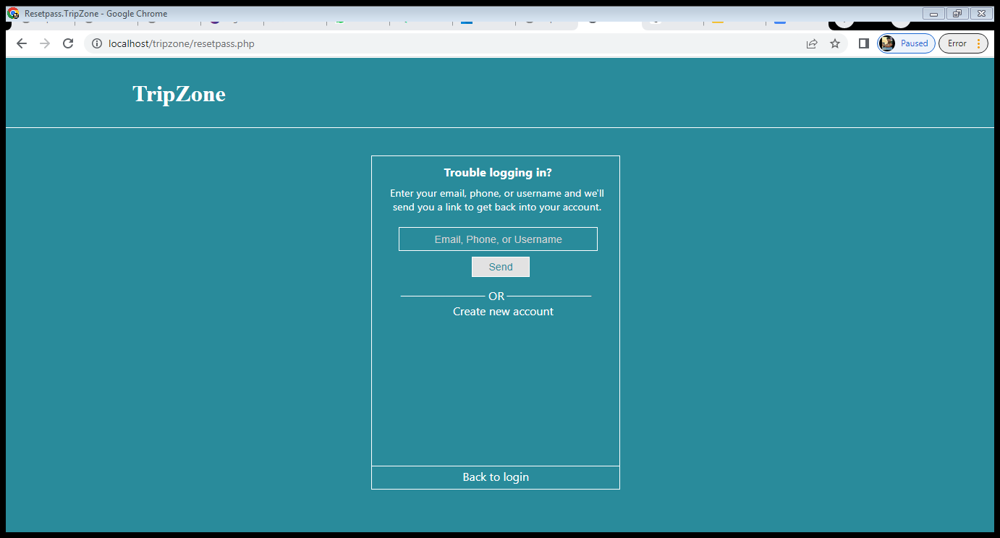 Resetpass.TripZone - Google Chrome
localhost/tripzone/resetpass.php
Paused
Error
TripZone
Trouble logging in?
Enter your email, phone, or username and we'll
send you a link to get back into your account.
Email, Phone, or Username
Send
OR
Create new account
Back to login